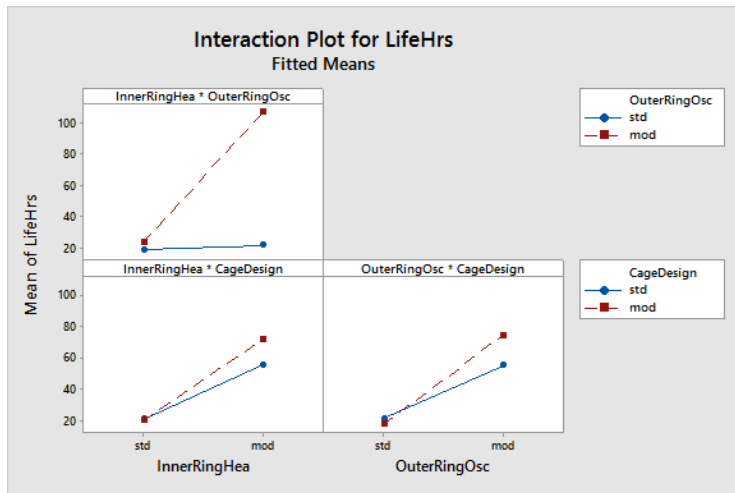 Interaction Plot for LifeHrs
Fitted Means
InnerRingHea * OuterRingOsc
OuterRingOsc
std
mod
100
80
60
40
20
Mean of LifeHrs
InnerRingHea * CageDesign
OuterRingOsc * CageDesign
CageDesign
std
mod
100
80
60
40
20
std
mod
std
mod
InnerRingHea
OuterRingOsc